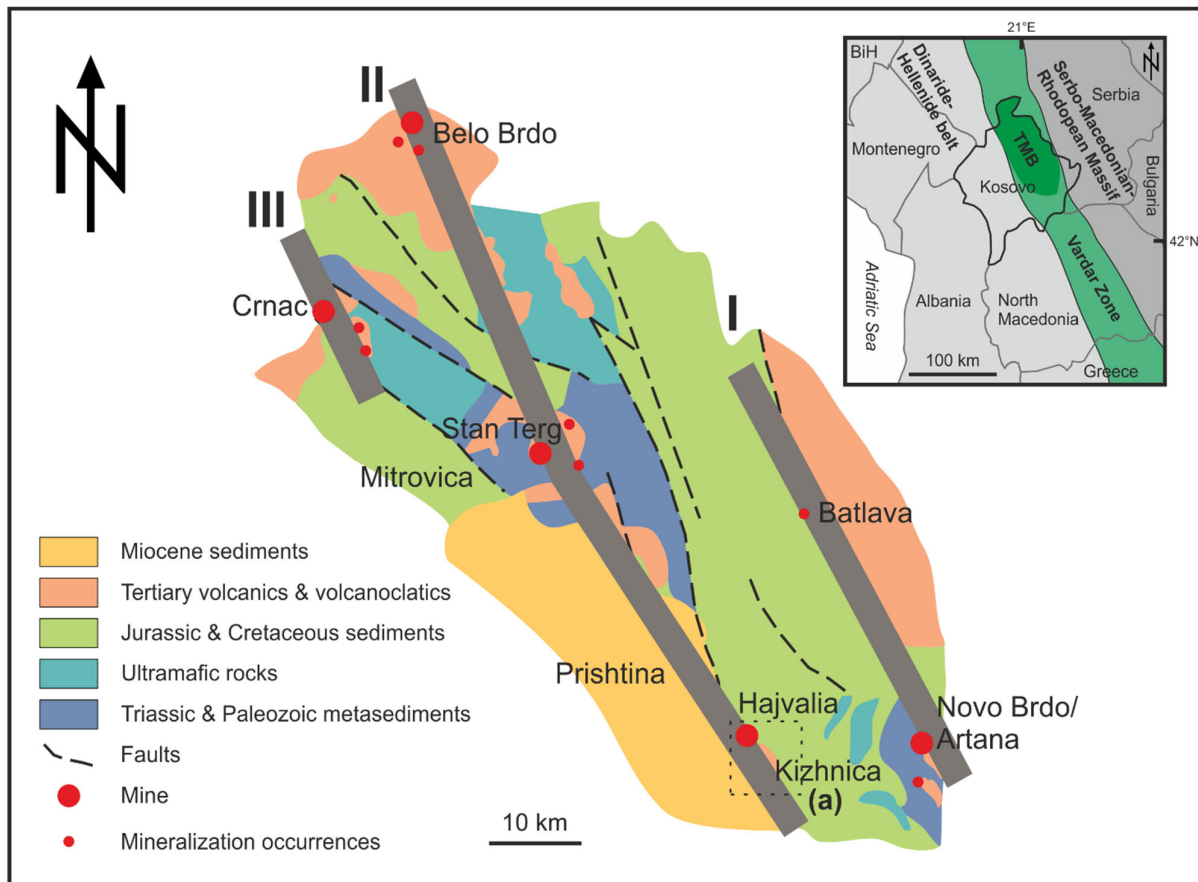 N
II
Belo Brdo
III
Crnac
I
Stan Terg
Mitrovica
Batlava
Prishtina
Hajvalia
Novo Brdo/
Artana
Kizhnica
(a)
10 km
Miocene sediments
Tertiary volcanics & volcanoclatics
Jurassic & Cretaceous sediments
Ultramafic rocks
Triassic & Paleozoic metasediments
Faults
Mine
Mineralization occurrences
21°E
BiH
N
Dinaride-
Hellenide belt
Serbo-Macedonian-
Rhodopean Massif
Serbia
Montenegro
TMB
Kosovo
Bulgaria
42°N
Adriatic Sea
Albania
North
Macedonia
Vardar Zone
100 km
Greece